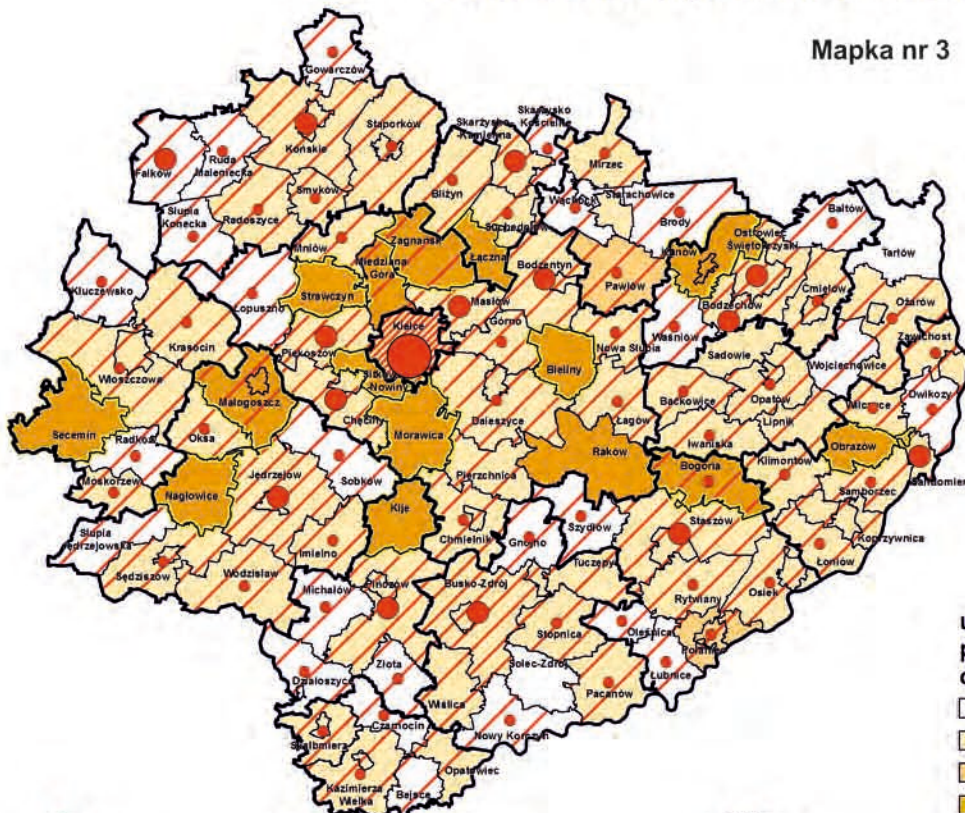 Mapka nr 3
Gowarczów
Końskie
Stąporków
Skarżysko-
Kamienna
Skarżysko
Kościelne
Mirzec
Fałków
Ruda
Maleniecka
Smyków
Bliżyn
Wąchock
Starachowice
Brody
Bałtów
Słupia
Konecka
Radoszyce
Mniów
Zagnańsk
Suchedniów
Łączna
Bodzentyn
Kunów
Ostrowiec
Świętokrzyski
Tarłów
Miedziana
Góra
Kluczewsko
Łopuszno
Strawczyn
Masłów
Pawłów
Bodzechów
Ćmielów
Ożarów
Krasocin
Piekoszów
Kielce
Górno
Nowa Słupia
Waśniów
Sadowie
Wojciechowice
Zawichost
Włoszczowa
Małogoszcz
Sitkówka
-Nowiny
Bieliny
Baćkowice
Opatów
Lipnik
Wilczyce
Dwikozy
Secemin
Radków
Oksa
Chęciny
Morawica
Daleszyce
Łagów
Iwaniska
Obrazów
Moskorzew
Nagłowice
Jędrzejów
Sobków
Pierzchnica
Raków
Bogoria
Klimontów
Samborzec
Sandomierz
Słupia
Jędrzejowska
Kije
Chmielnik
Gnojno
Szydłów
Staszów
Koprzywnica
Łoniów
Sędziszów
Wodzisław
Imielno
Tuczępy
Michałów
Pińczów
Busko-Zdrój
Rytwiany
Osiek
Stopnica
Oleśnica
Połaniec
Złota
Solec-Zdrój
Łubnice
Działoszyce
Wiślica
Pacanów
Czarnocin
Nowy Korczyn
Skalbmierz
Opatowiec
Kazimierza
Wielka
Bejsce